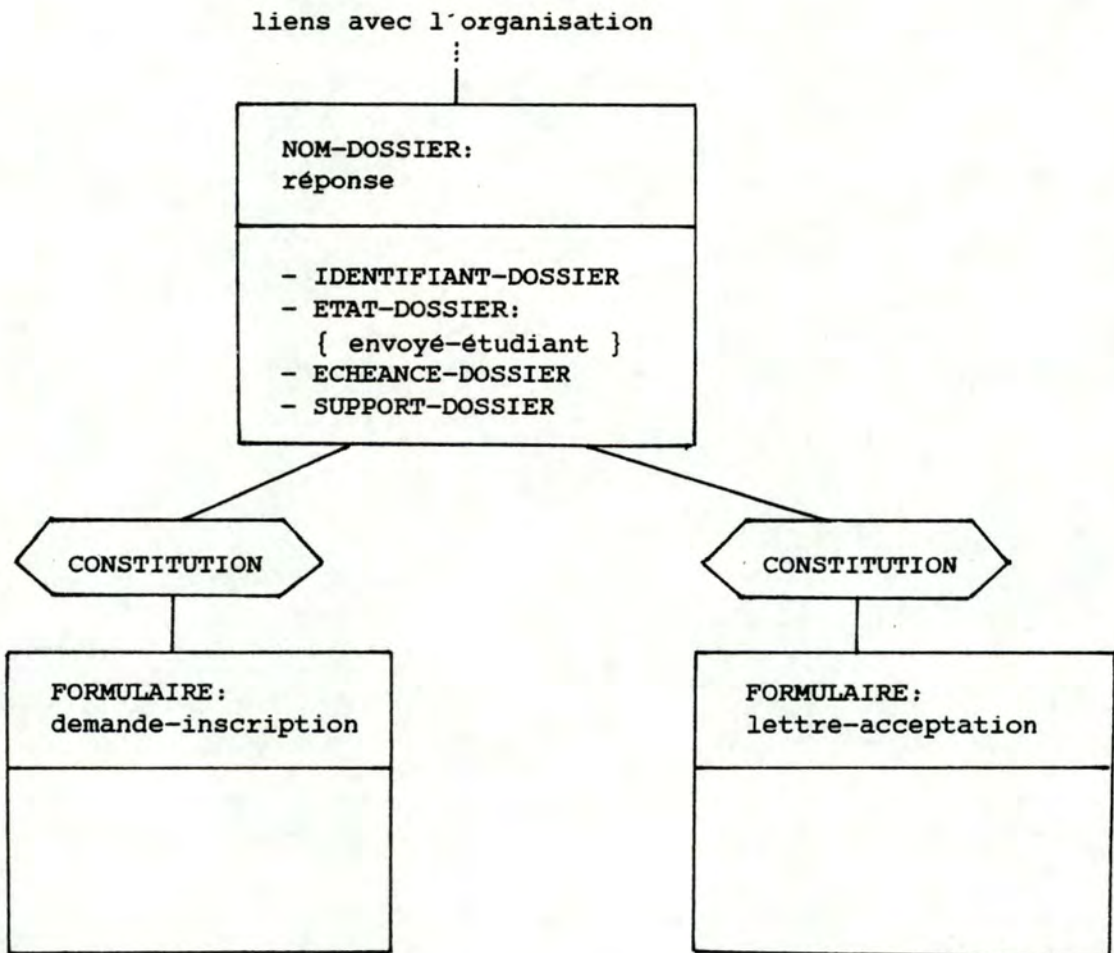 liens avec l´organisation
NOM-DOSSIER:
réponse
- IDENTIFIANT-DOSSIER
- ETAT-DOSSIER:
{ envoyé-étudiant }
- ECHEANCE-DOSSIER
- SUPPORT-DOSSIER
CONSTITUTION
CONSTITUTION
FORMULAIRE:
demande-inscription
FORMULAIRE:
lettre-acceptation